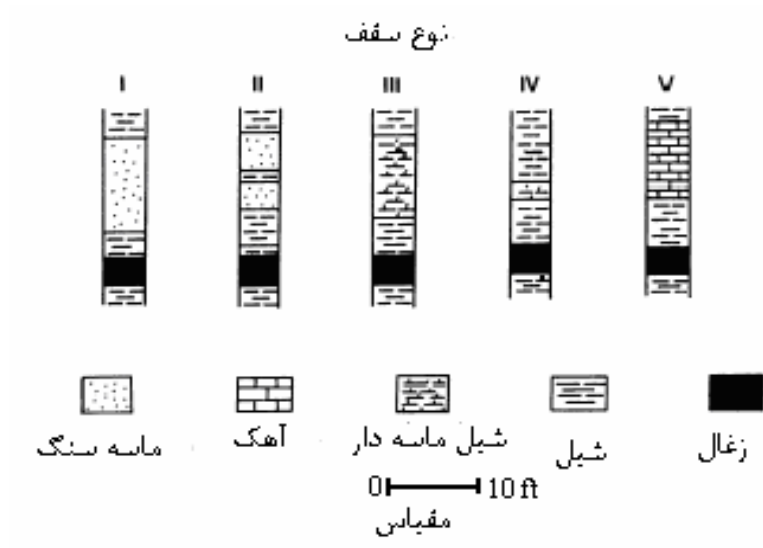 نوع سقف
I II III IV V
ماسه سنگ آهک شیل ماسه دار شیل زغال
0 10 ft
مقیاس